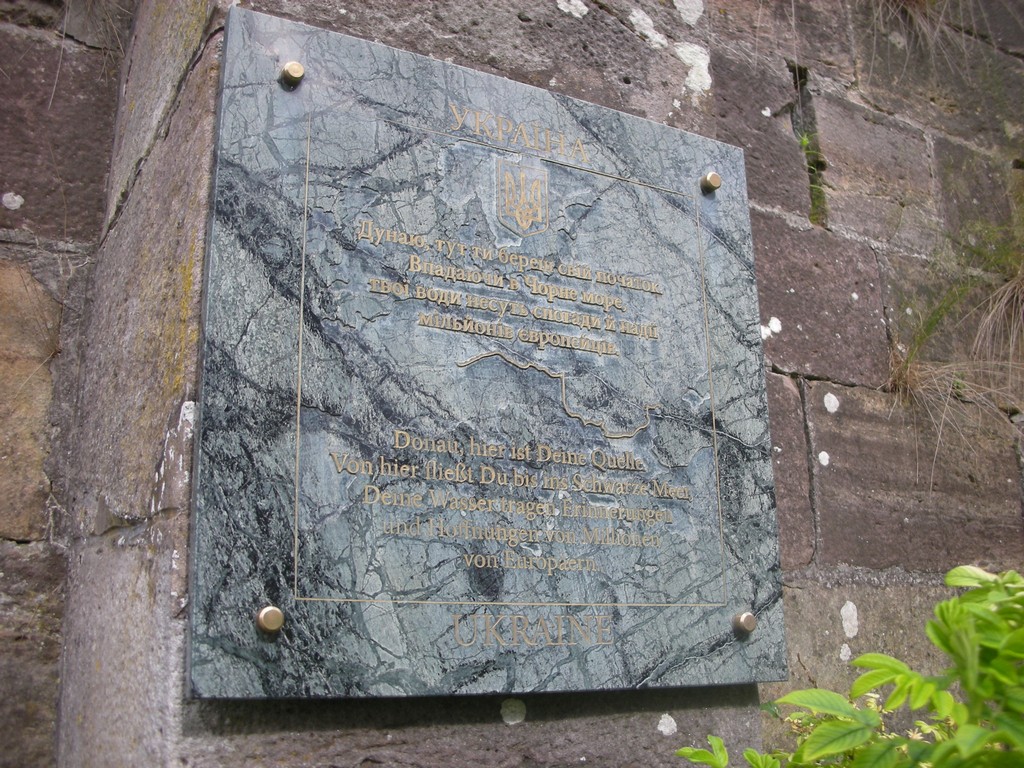 УКРАЇНА
Дунаю, тут ти береш свій початок.
Впадаючи в Чорне море,
твої води несуть спогади й надії
мільйонів європейців.
Donau, hier ist Deine Quelle.
Von hier fließt Du bis ins Schwarze Meer,
Deine Wasser tragen Erinnerungen
und Hoffnungen von Millionen
von Europäern.
UKRAINE